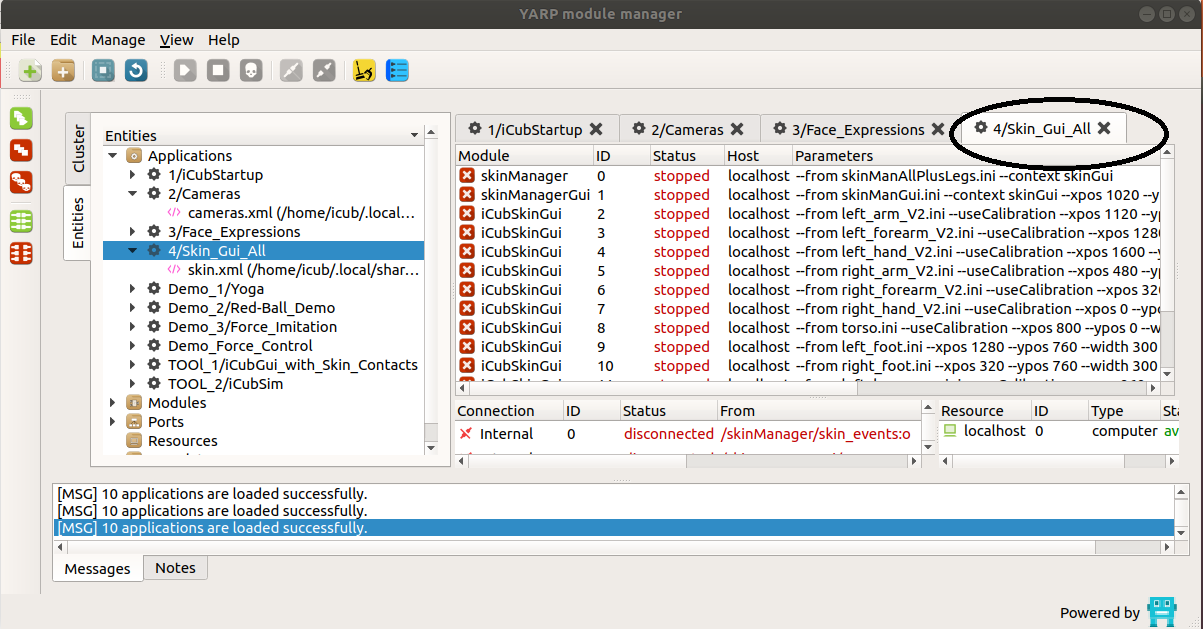 YARP module manager
File Edit Manage View Help
Cluster
Entities
Entities
Applications
1/iCubStartup
2/Cameras
cameras.xml (/home/icub/.local...
3/Face_Expressions
4/Skin_Gui_All
skin.xml (/home/icub/.local/shar...
Demo_1/Yoga
Demo_2/Red-Ball_Demo
Demo_3/Force_Imitation
Demo_Force_Control
TOOl_1/iCubGui_with_Skin_Contacts
TOOL_2/iCubSim
Modules
Ports
Resources
1/iCubStartup 2/Cameras 3/Face_Expressions 4/Skin_Gui_All
Module ID Status Host Parameters
skinManager 0 stopped localhost --from skinManAllPlusLegs.ini --context skinGui
skinManagerGui 1 stopped localhost --from skinManGui.ini --context skinGui --xpos 1020 --y
iCubSkinGui 2 stopped localhost --from left_arm_V2.ini --useCalibration --xpos 1120 --yp
iCubSkinGui 3 stopped localhost --from left_forearm_V2.ini --useCalibration --xpos 1280
iCubSkinGui 4 stopped localhost --from left_hand_V2.ini --useCalibration --xpos 1600 --y
iCubSkinGui 5 stopped localhost --from right_arm_V2.ini --useCalibration --xpos 480 --yp
iCubSkinGui 6 stopped localhost --from right_forearm_V2.ini --useCalibration --xpos 320
iCubSkinGui 7 stopped localhost --from right_hand_V2.ini --useCalibration --xpos 0 --ypo
iCubSkinGui 8 stopped localhost --from torso.ini --useCalibration --xpos 800 --ypos 0 --w
iCubSkinGui 9 stopped localhost --from left_foot.ini --xpos 1280 --ypos 760 --width 300
iCubSkinGui 10 stopped localhost --from right_foot.ini --xpos 320 --ypos 760 --width 300
Connection ID Status From
Internal 0 disconnected /skinManager/skin_events:o
Resource ID Type Sta
localhost 0 computer av
[MSG] 10 applications are loaded successfully.
[MSG] 10 applications are loaded successfully.
[MSG] 10 applications are loaded successfully.
Messages Notes
Powered by